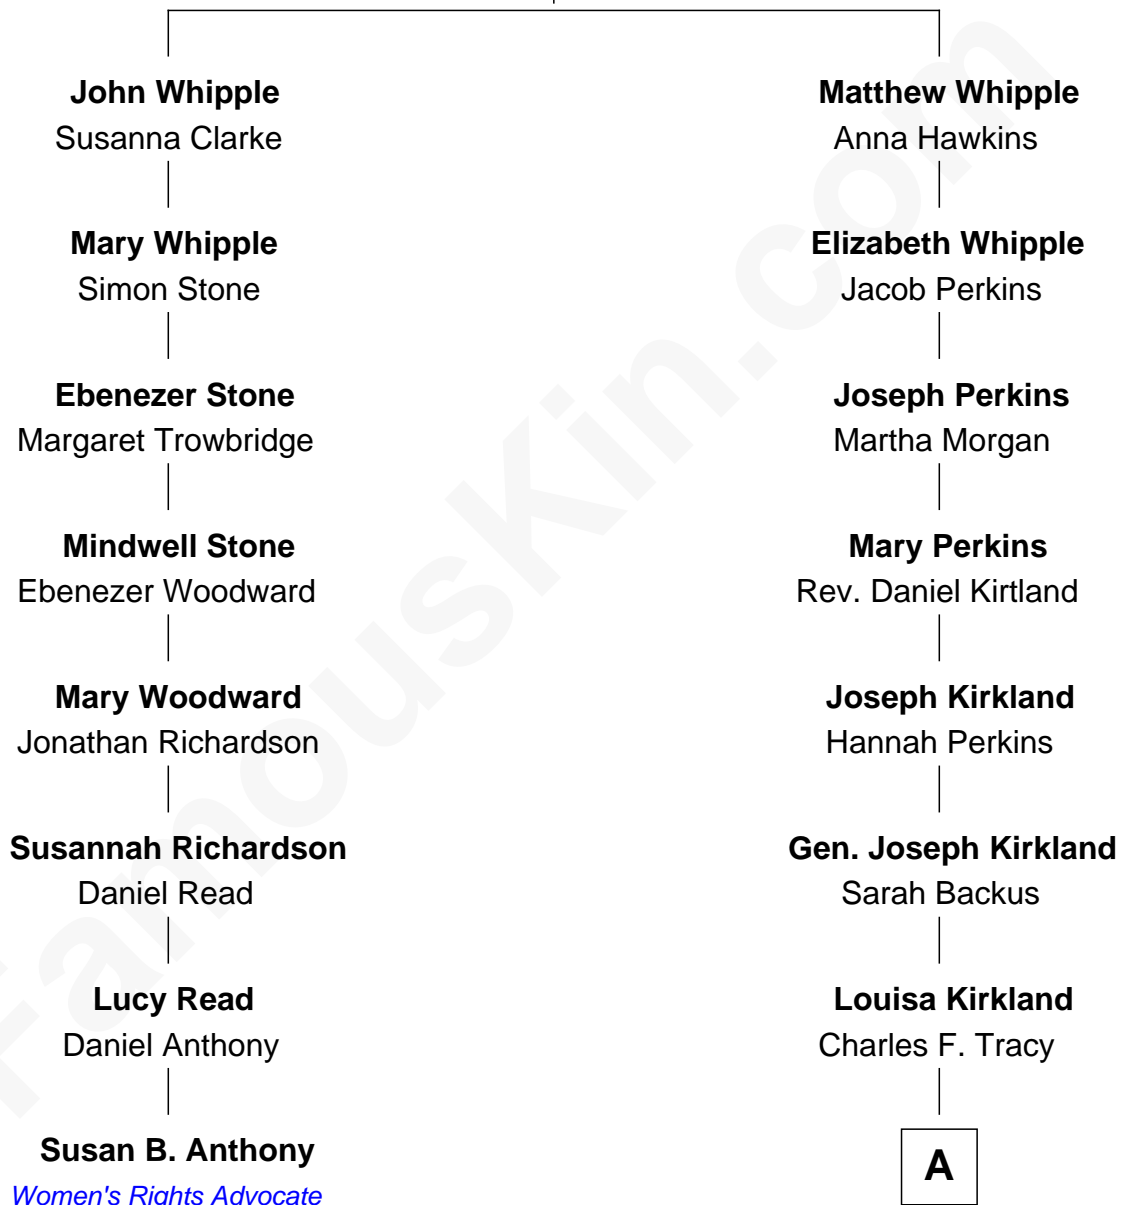 John Whipple
Susanna Clarke
Mary Whipple
Simon Stone
Ebenezer Stone
Margaret Trowbridge
Mindwell Stone
Ebenezer Woodward
Mary Woodward
Jonathan Richardson
Susannah Richardson
Daniel Read
Lucy Read
Daniel Anthony
Susan B. Anthony
Women's Rights Advocate
Matthew Whipple
Anna Hawkins
Elizabeth Whipple
Jacob Perkins
Joseph Perkins
Martha Morgan
Mary Perkins
Rev. Daniel Kirtland
Joseph Kirkland
Hannah Perkins
Gen. Joseph Kirkland
Sarah Backus
Louisa Kirkland
Charles F. Tracy
A
FamousKin.com